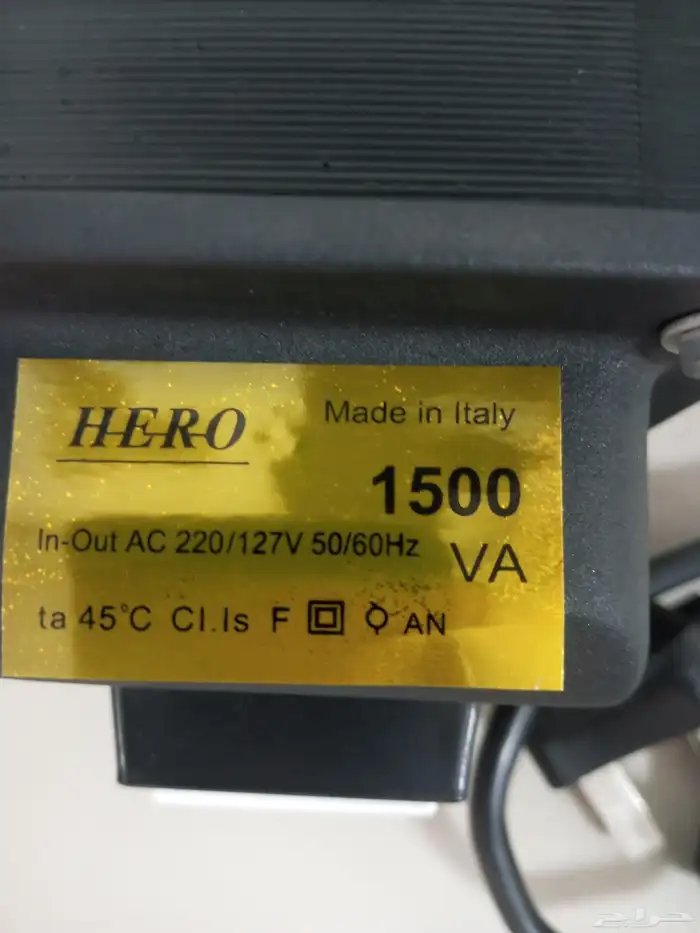 HERO
Made in Italy
1500
In-Out AC 220/127V 50/60Hz
VA
ta 45°C Cl.Is F AN
حراج